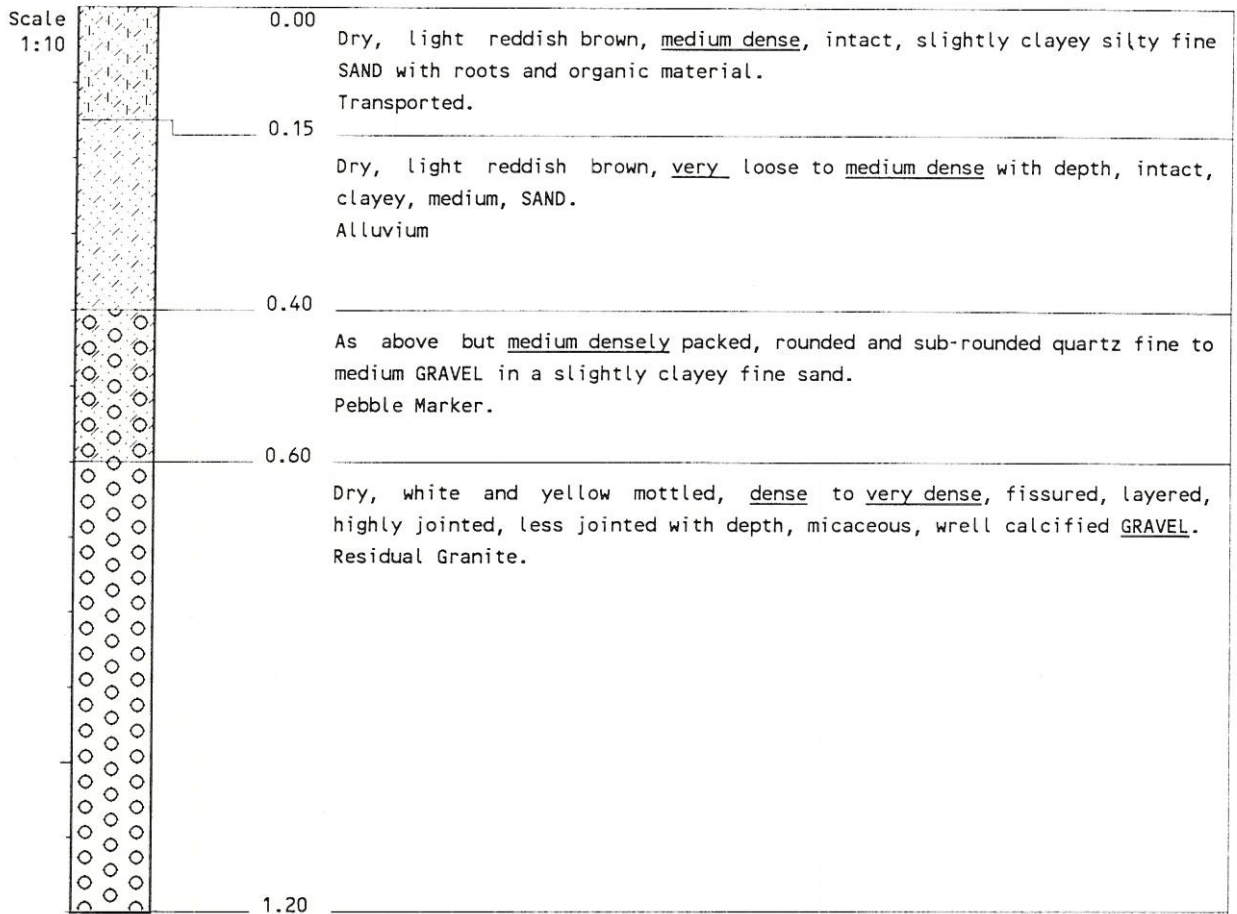 Scale
1:10
0.00
Dry, light reddish brown, medium dense, intact, slightly clayey silty fine
SAND with roots and organic material.
Transported.
0.15
Dry, light reddish brown, very loose to medium dense with depth, intact,
clayey, medium, SAND.
Alluvium
0.40
As above but medium densely packed, rounded and sub-rounded quartz fine to
medium GRAVEL in a slightly clayey fine sand.
Pebble Marker.
0.60
Dry, white and yellow mottled, dense to very dense, fissured, layered,
highly jointed, less jointed with depth, micaceous, wrell calcified GRAVEL.
Residual Granite.
1.20